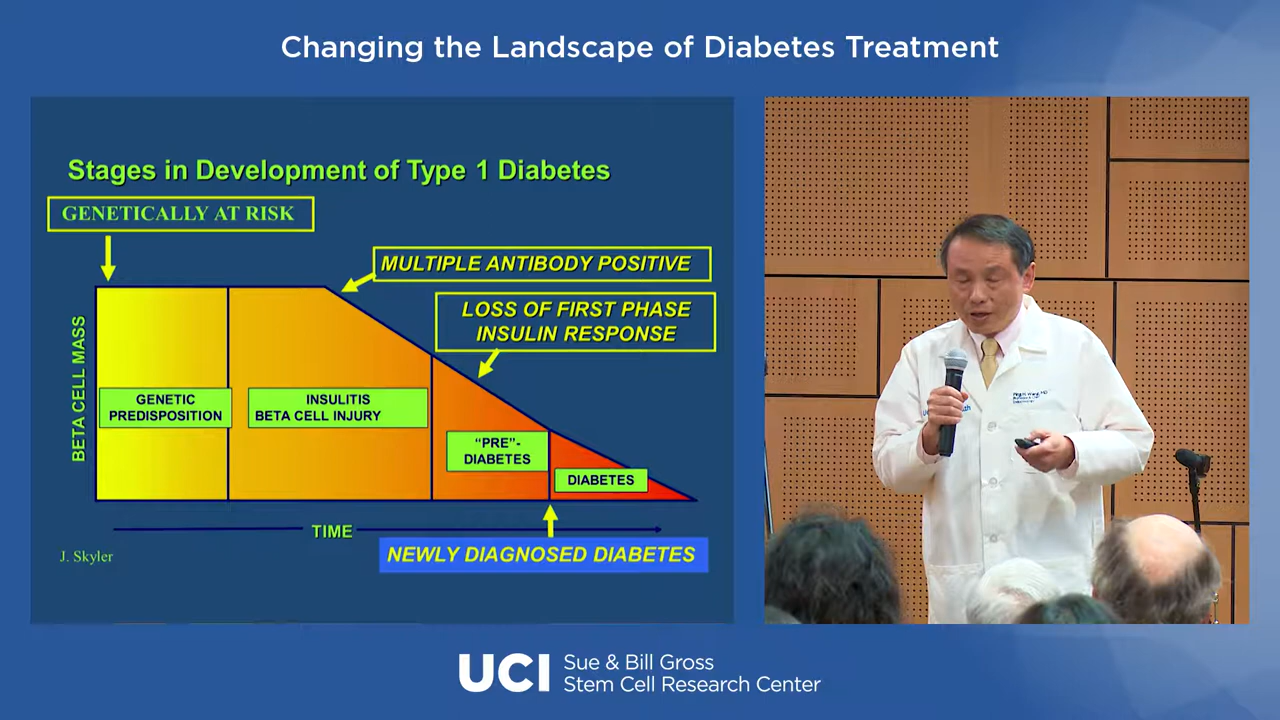 Changing the Landscape of Diabetes Treatment
Stages in Development of Type 1 Diabetes
GENETICALLY AT RISK
MULTIPLE ANTIBODY POSITIVE
LOSS OF FIRST PHASE
INSULIN RESPONSE
BETA CELL MASS
GENETIC
PREDISPOSITION
INSULITIS
BETA CELL INJURY
"PRE"-
DIABETES
DIABETES
TIME
J. Skyler
NEWLY DIAGNOSED DIABETES
UCI
Sue & Bill Gross
Stem Cell Research Center